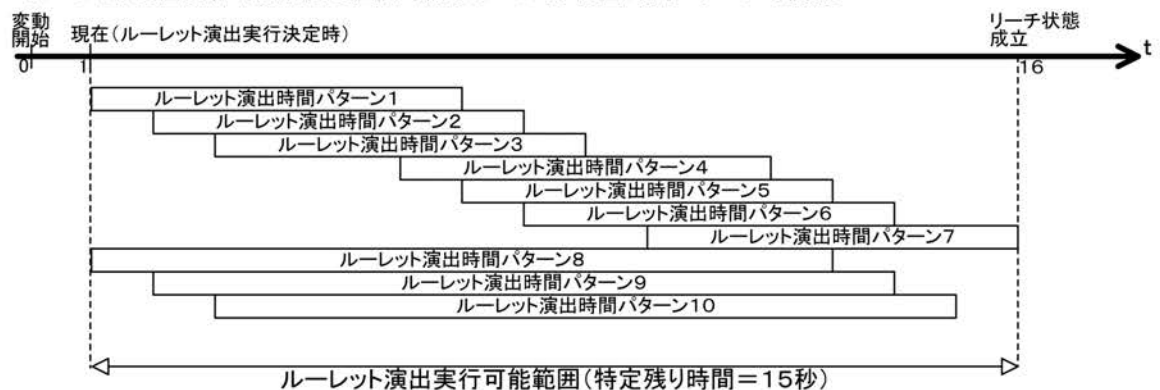 変動
開始
現在(ルーレット演出実行決定時)
リーチ状態
成立
t
0 1 16
ルーレット演出時間パターン1
ルーレット演出時間パターン2
ルーレット演出時間パターン3
ルーレット演出時間パターン4
ルーレット演出時間パターン5
ルーレット演出時間パターン6
ルーレット演出時間パターン7
ルーレット演出時間パターン8
ルーレット演出時間パターン9
ルーレット演出時間パターン10
ルーレット演出実行可能範囲(特定残り時間=15秒)